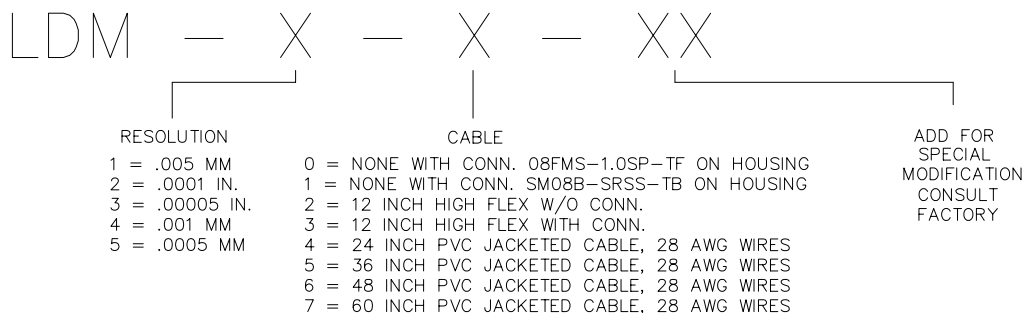 LDM - X - X - XX
RESOLUTION
1 = .005 MM
2 = .0001 IN.
3 = .00005 IN.
4 = .001 MM
5 = .0005 MM
CABLE
0 = NONE WITH CONN. 08FMS-1.0SP-TF ON HOUSING
1 = NONE WITH CONN. SM08B-SRSS-TB ON HOUSING
2 = 12 INCH HIGH FLEX W/O CONN.
3 = 12 INCH HIGH FLEX WITH CONN.
4 = 24 INCH PVC JACKETED CABLE, 28 AWG WIRES
5 = 36 INCH PVC JACKETED CABLE, 28 AWG WIRES
6 = 48 INCH PVC JACKETED CABLE, 28 AWG WIRES
7 = 60 INCH PVC JACKETED CABLE, 28 AWG WIRES
ADD FOR
SPECIAL
MODIFICATION
CONSULT
FACTORY